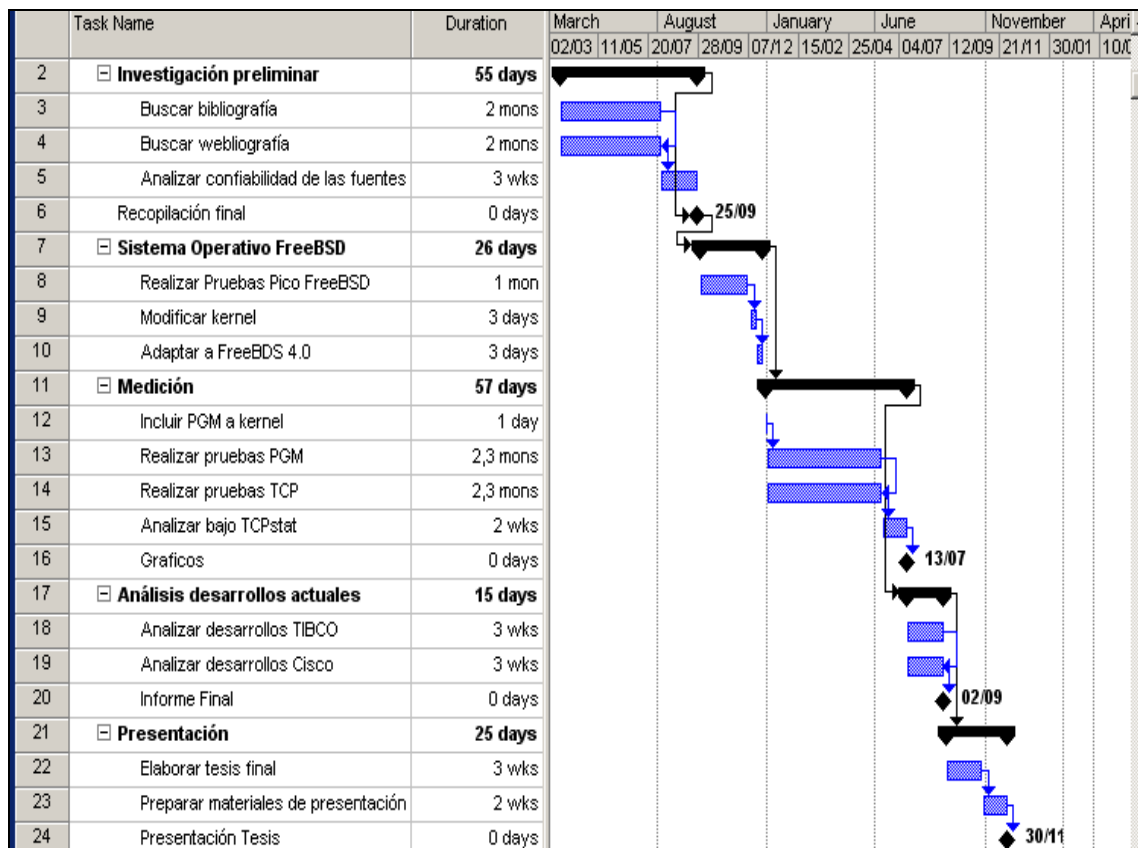 Task Name Duration March August January June November Apri
02/03 11/05 20/07 28/09 07/12 15/02 25/04 04/07 12/09 21/11 30/01 10/0
2 Investigación preliminar 55 days
3 Buscar bibliografía 2 mons
4 Buscar webliografía 2 mons
5 Analizar confiabilidad de las fuentes 3 wks
6 Recopilación final 0 days 25/09
7 Sistema Operativo FreeBSD 26 days
8 Realizar Pruebas Pico FreeBSD 1 mon
9 Modificar kernel 3 days
10 Adaptar a FreeBDS 4.0 3 days
11 Medición 57 days
12 Incluir PGM a kernel 1 day
13 Realizar pruebas PGM 2,3 mons
14 Realizar pruebas TCP 2,3 mons
15 Analizar bajo TCPstat 2 wks
16 Graficos 0 days 13/07
17 Análisis desarrollos actuales 15 days
18 Analizar desarrollos TIBCO 3 wks
19 Analizar desarrollos Cisco 3 wks
20 Informe Final 0 days 02/09
21 Presentación 25 days
22 Elaborar tesis final 3 wks
23 Preparar materiales de presentación 2 wks
24 Presentación Tesis 0 days 30/11